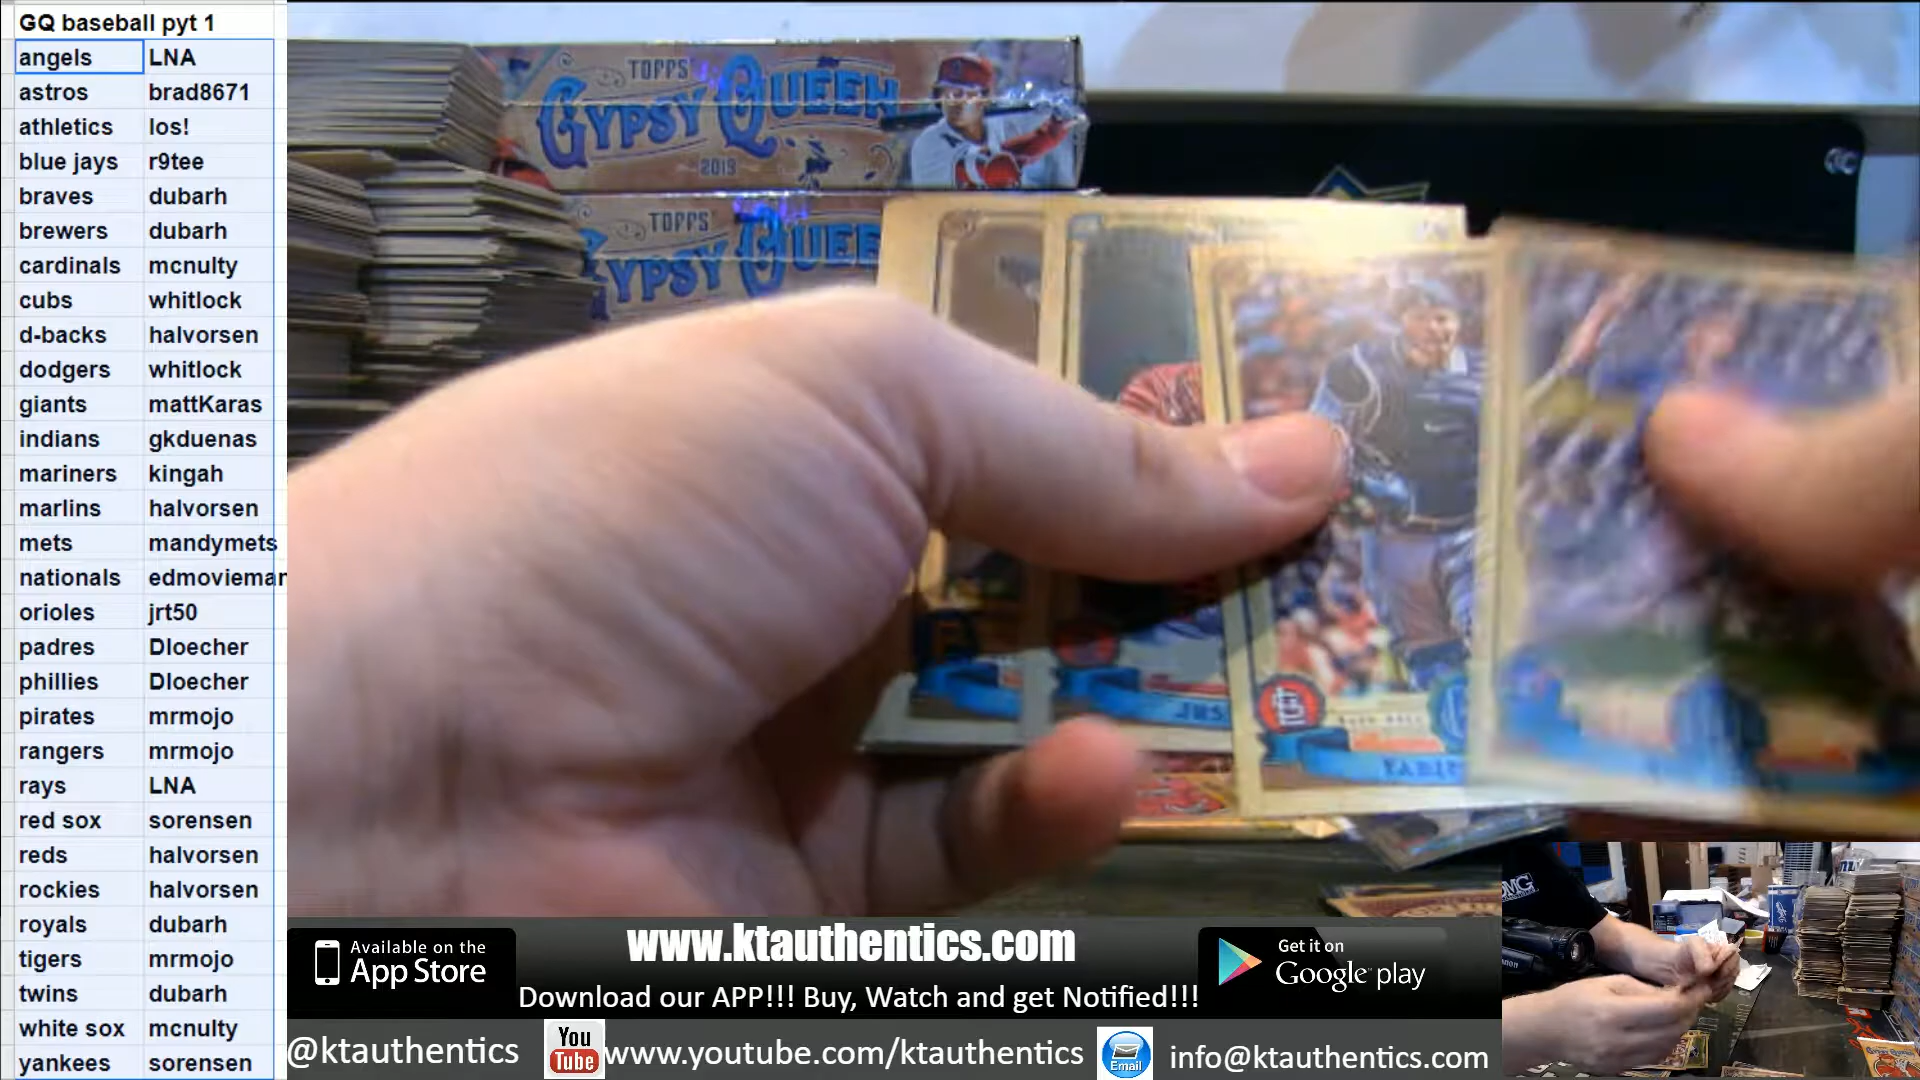 GQ baseball pyt 1
angels LNA
astros brad8671
athletics los!
blue jays r9tee
braves dubarh
brewers dubarh
cardinals mcnulty
cubs whitlock
d-backs halvorsen
dodgers whitlock
giants mattKaras
indians gkduenas
mariners kingah
marlins halvorsen
mets mandymets
nationals edmovieman
orioles jrt50
padres Dloecher
phillies Dloecher
pirates mrmojo
rangers mrmojo
rays LNA
red sox sorensen
reds halvorsen
rockies halvorsen
royals dubarh
tigers mrmojo
twins dubarh
white sox mcnulty
yankees sorensen
TOPPS
GYPSY QUEEN
2019
TOPPS
GYPSY QUEE
Available on the
App Store
www.ktauthentics.com
Get it on
Google play
Download our APP!!! Buy, Watch and get Notified!!!
@ktauthentics
You
Tube
www.youtube.com/ktauthentics
Email
info@ktauthentics.com